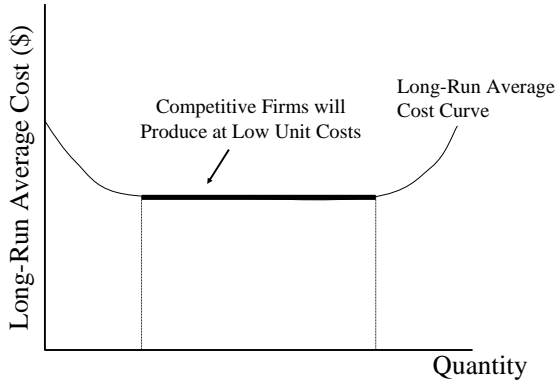 Long-Run Average Cost ($)
Competitive Firms will
Produce at Low Unit Costs
Long-Run Average
Cost Curve
Quantity